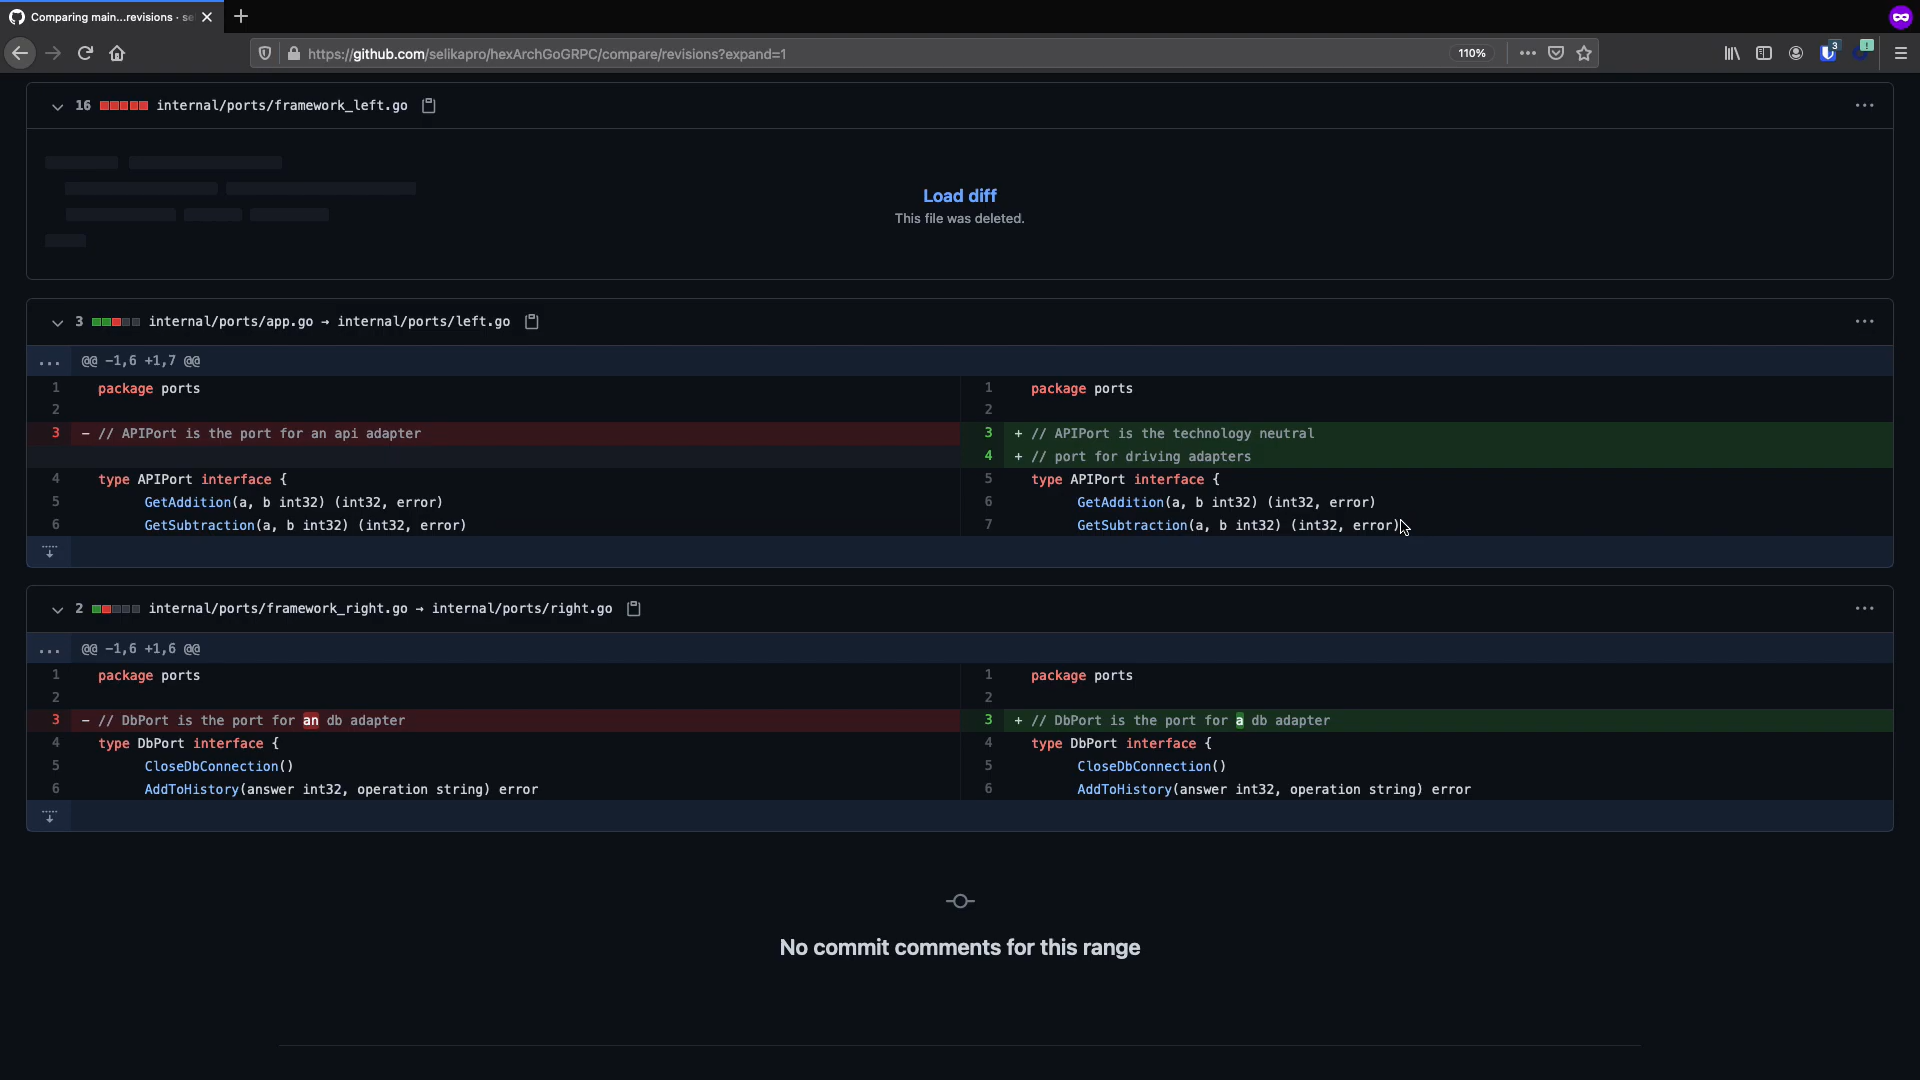 Comparing main...revisions · se
https://github.com/selikapro/hexArchGoGRPC/compare/revisions?expand=1
110%
3
!
16 internal/ports/framework_left.go
Load diff
This file was deleted.
3 internal/ports/app.go → internal/ports/left.go
... @@ -1,6 +1,7 @@
1 package ports 1 package ports
2 2
3 - // APIPort is the port for an api adapter 3 + // APIPort is the technology neutral
4 + // port for driving adapters
4 type APIPort interface { 5 type APIPort interface {
5 GetAddition(a, b int32) (int32, error) 6 GetAddition(a, b int32) (int32, error)
6 GetSubtraction(a, b int32) (int32, error) 7 GetSubtraction(a, b int32) (int32, error)
2 internal/ports/framework_right.go → internal/ports/right.go
... @@ -1,6 +1,6 @@
1 package ports 1 package ports
2 2
3 - // DbPort is the port for an db adapter 3 + // DbPort is the port for a db adapter
4 type DbPort interface { 4 type DbPort interface {
5 CloseDbConnection() 5 CloseDbConnection()
6 AddToHistory(answer int32, operation string) error 6 AddToHistory(answer int32, operation string) error
No commit comments for this range